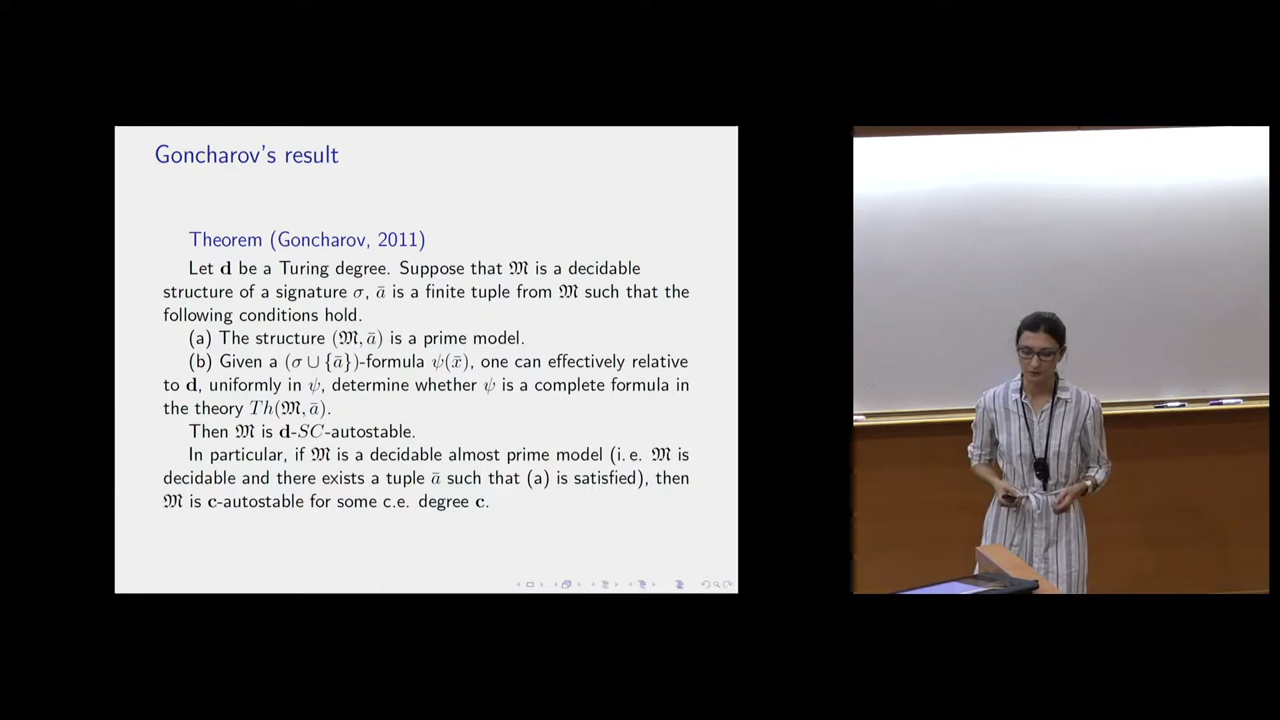 Goncharov's result
Theorem (Goncharov, 2011)
Let d be a Turing degree. Suppose that 𝔐 is a decidable
structure of a signature σ, ā is a finite tuple from 𝔐 such that the
following conditions hold.
(a) The structure (𝔐, ā) is a prime model.
(b) Given a (σ ∪ {ā})-formula ψ(x̄), one can effectively relative
to d, uniformly in ψ, determine whether ψ is a complete formula in
the theory Th(𝔐, ā).
Then 𝔐 is d-SC-autostable.
In particular, if 𝔐 is a decidable almost prime model (i. e. 𝔐 is
decidable and there exists a tuple ā such that (a) is satisfied), then
𝔐 is c-autostable for some c.e. degree c.